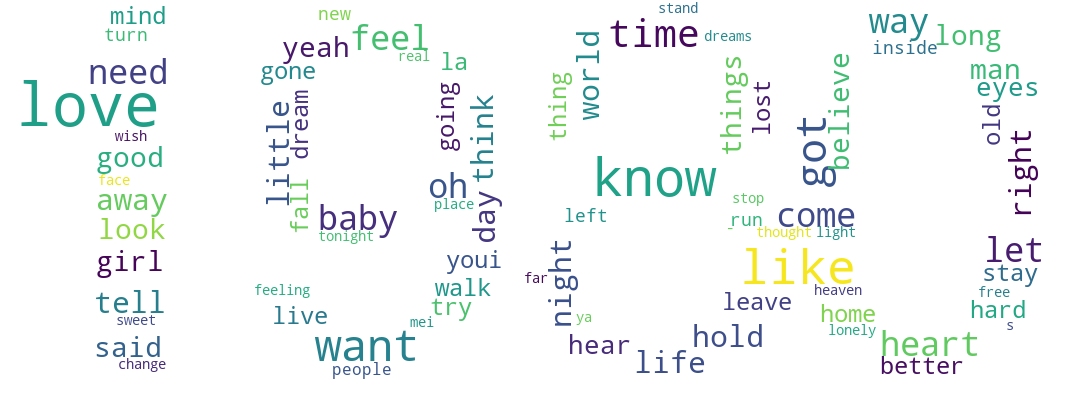 mind
turn
need
love
wish
good
face
away
look
girl
tell
sweet
said
change
new
yeah
feel
real
gone
la
little
dream
going
think
fall
oh
place
baby
tonight
day
youi
feeling
walk
live
try
mei
want
people
stand
time
dreams
world
thing
things
lost
know
left
stop
run
far
night
ya
hear
life
hold
leave
way
long
inside
man
eyes
old
believe
got
right
come
thought
light
like
let
stay
heaven
free
home
hard
lonely
s
heart
better